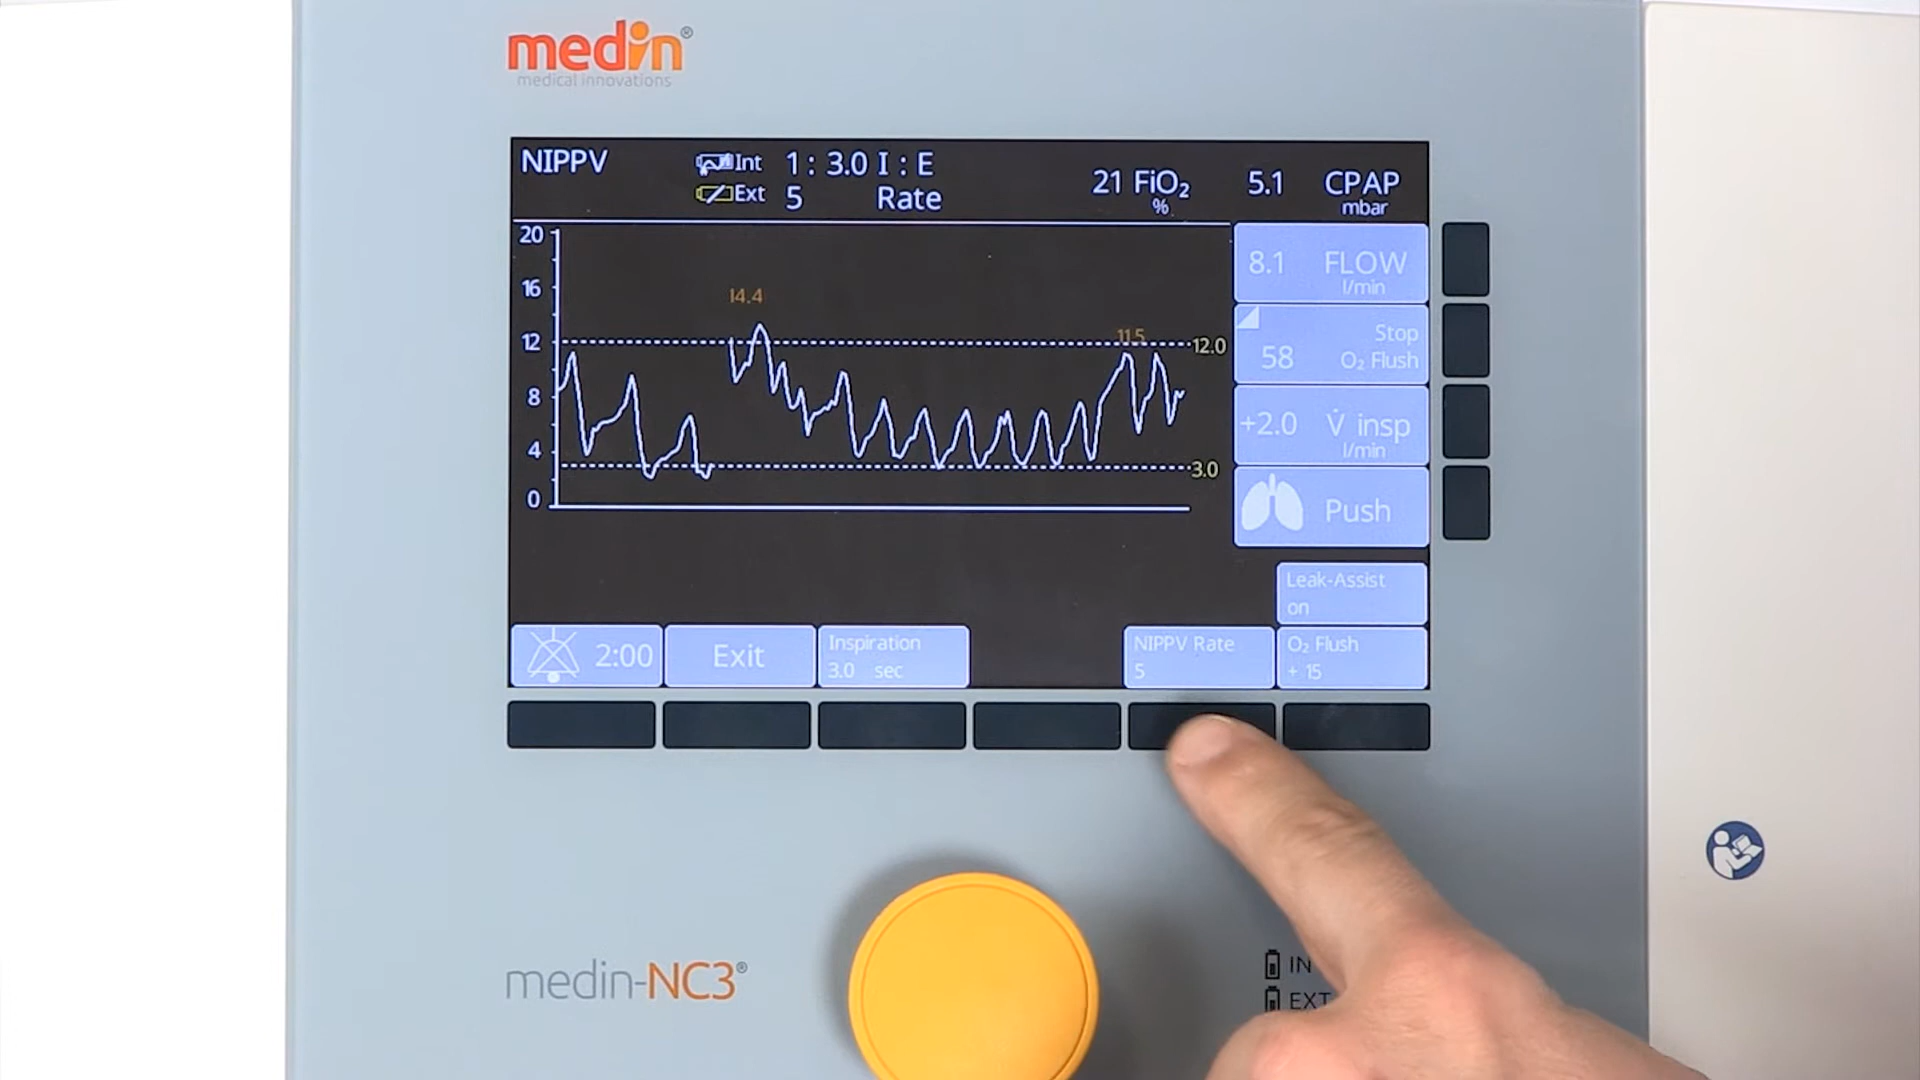 medin®
medical innovations
NIPPV Int 1 : 3.0 I : E
Ext 5 Rate
21 FiO₂
%
5.1 CPAP
mbar
20
16
12
8
4
0
14.4
11.5
12.0
3.0
8.1 FLOW
l/min
Stop
58 O₂ Flush
+2.0 V̇ insp
l/min
Push
Leak-Assist
on
2:00
Exit
Inspiration
3.0 sec
NIPPV Rate
5
O₂ Flush
+ 15
medin-NC3®
IN
EXT